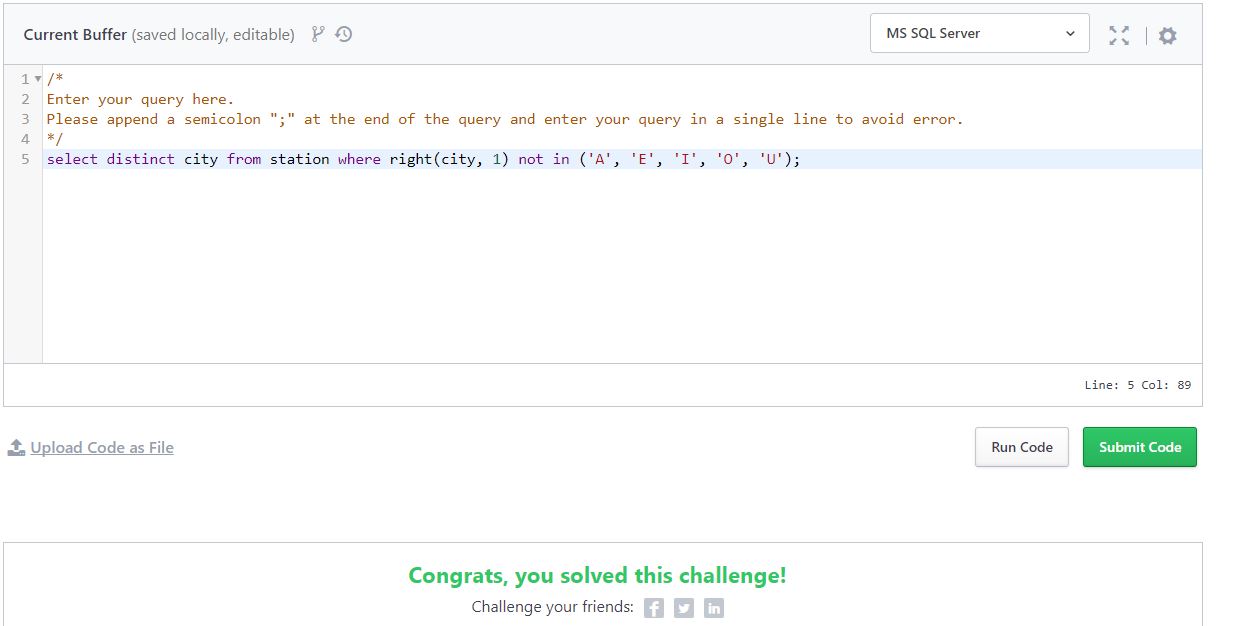 Current Buffer (saved locally, editable)
MS SQL Server
1 /*
2 Enter your query here.
3 Please append a semicolon ";" at the end of the query and enter your query in a single line to avoid error.
4 */
5 select distinct city from station where right(city, 1) not in ('A', 'E', 'I', 'O', 'U');
Line: 5 Col: 89
Upload Code as File
Run Code
Submit Code
Congrats, you solved this challenge!
Challenge your friends: